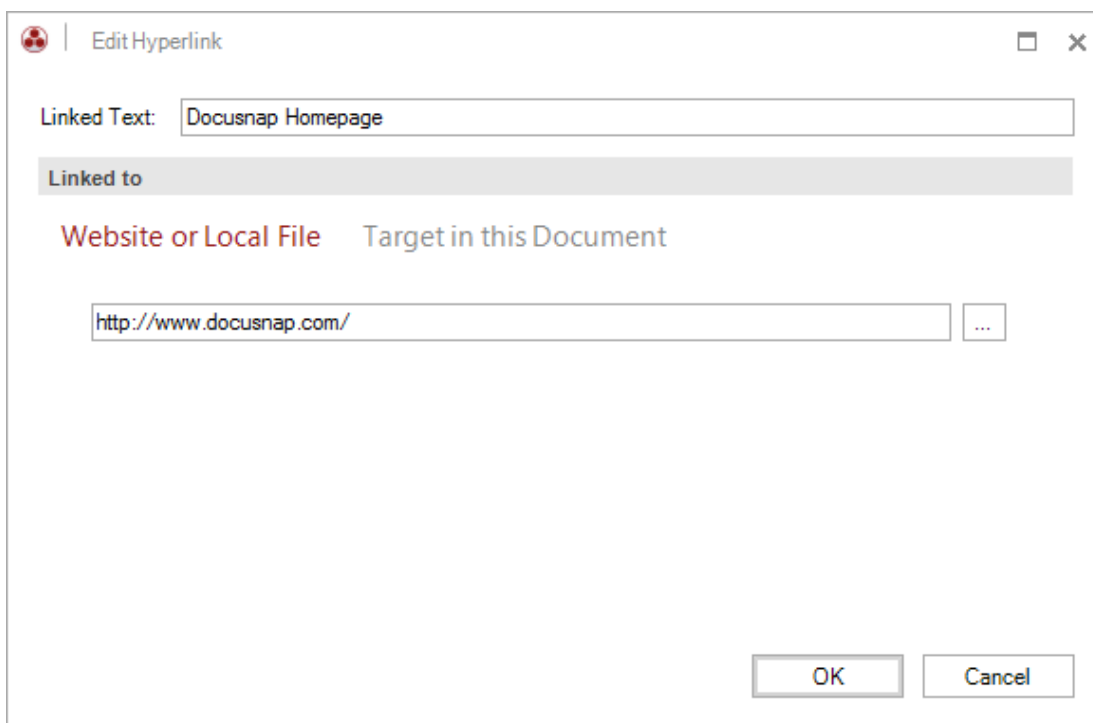 Edit Hyperlink
Linked Text: Docusnap Homepage
Linked to
Website or Local File Target in this Document
http://www.docusnap.com/ ...
OK Cancel